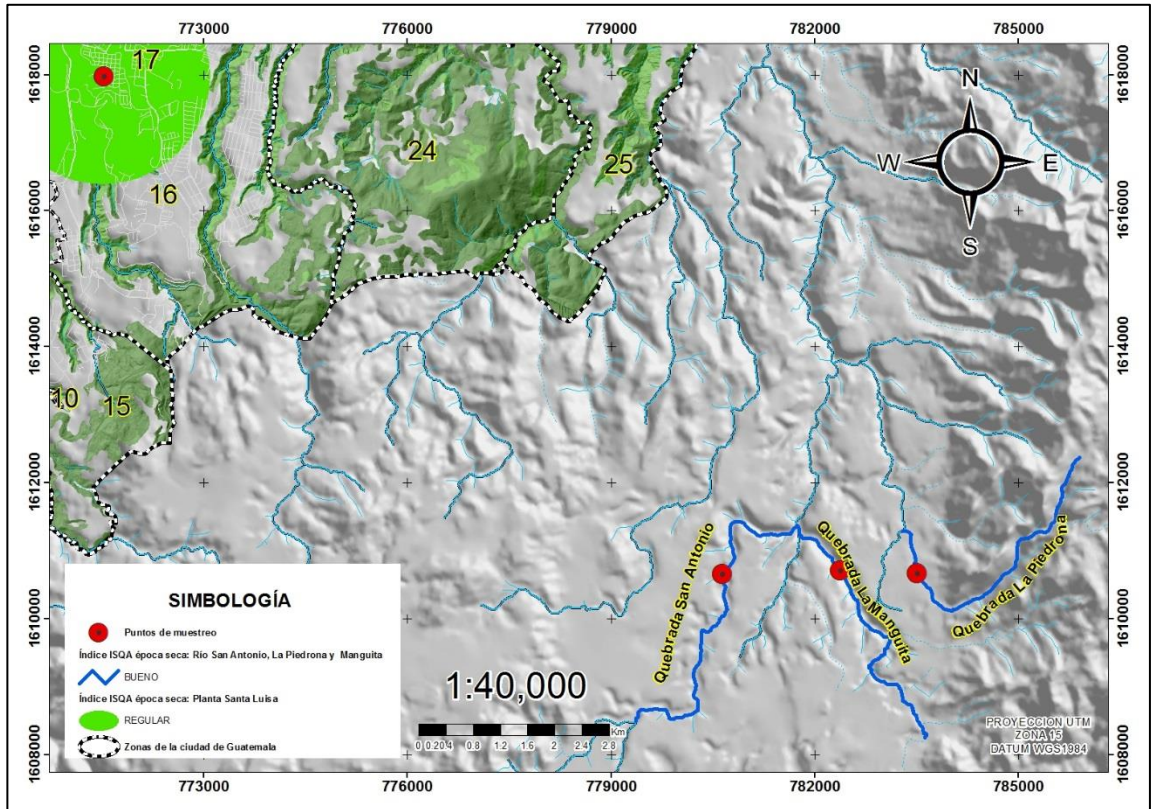 773000
776000
779000
782000
785000
1618000
1618000
17
N
24
25
W
E
16
1616000
1616000
S
1614000
1614000
10
15
1612000
1612000
Quebrada San Antonio
Quebrada La Manguita
Quebrada La Piedrona
SIMBOLOGÍA
Puntos de muestreo
Índice ISQA época seca: Río San Antonio, La Piedrona y Manguita
BUENO
Índice ISQA época seca: Planta Santa Luisa
REGULAR
Zonas de la ciudad de Guatemala
1610000
1610000
1:40,000
Km
0 0.20.4 0.8 1.2 1.6 2 2.4 2.8
PROYECCION UTM
ZONA 15
DATUM WGS1984
1608000
1608000
773000
776000
779000
782000
785000